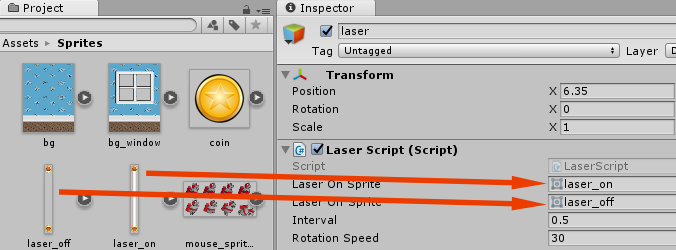 Project
Assets ▸ Sprites
bg
bg_window
coin
laser_off
laser_on
mouse_sprit...
Inspector
laser
Tag Untagged Layer
Transform
Position X 6.35
Rotation X 0
Scale X 1
Laser Script (Script)
Script LaserScript
Laser On Sprite laser_on
Laser On Sprite laser_off
Interval 0.5
Rotation Speed 30